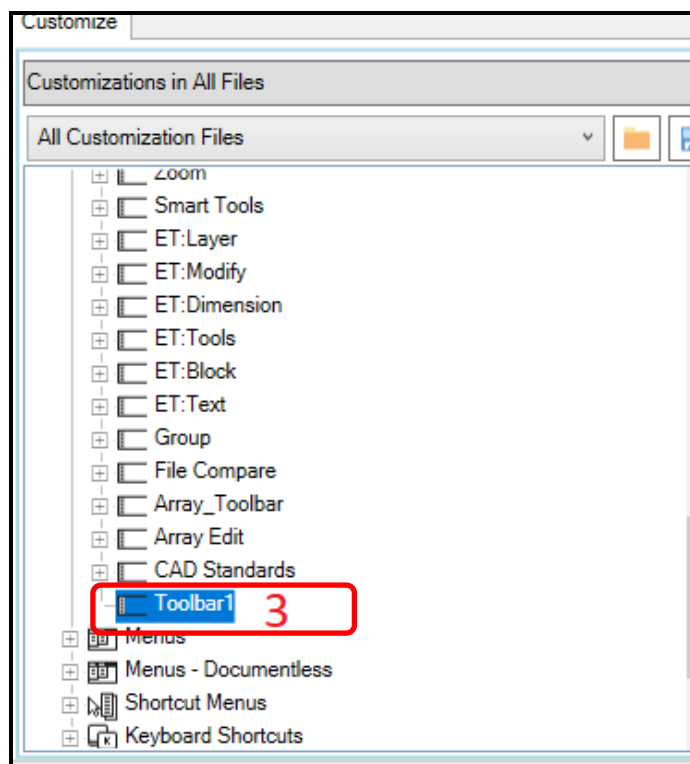 Customize
Customizations in All Files
All Customization Files
Zoom
Smart Tools
ET:Layer
ET:Modify
ET:Dimension
ET:Tools
ET:Block
ET:Text
Group
File Compare
Array_Toolbar
Array Edit
CAD Standards
Toolbar1 3
Menus
Menus - Documentless
Shortcut Menus
Keyboard Shortcuts